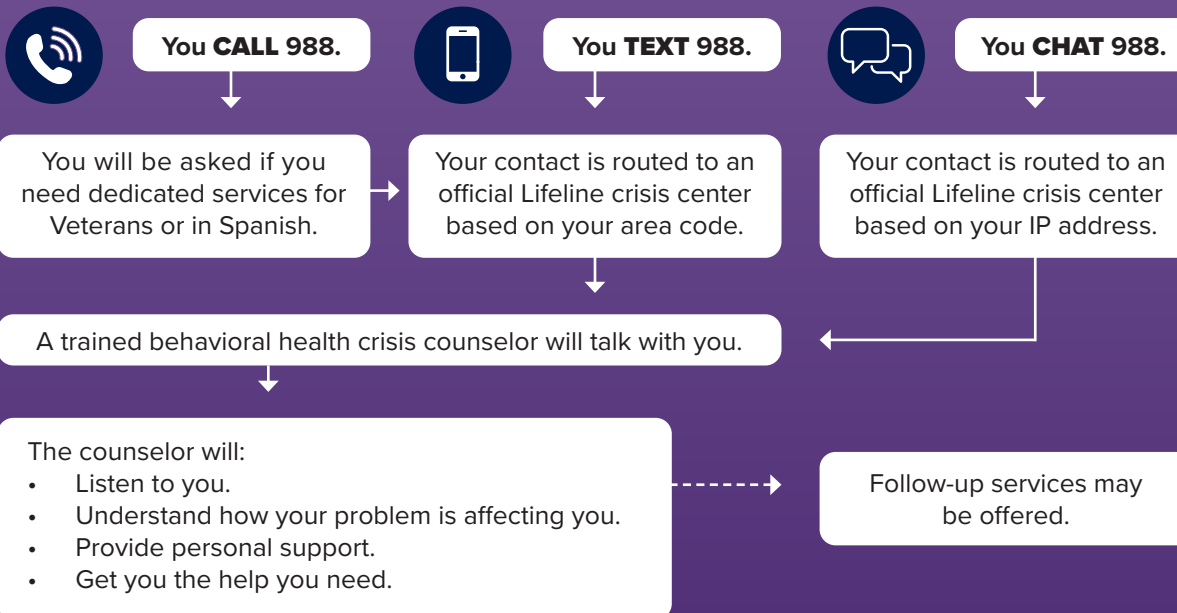 You CALL 988.
You TEXT 988.
You CHAT 988.
You will be asked if you
need dedicated services for
Veterans or in Spanish.
Your contact is routed to an
official Lifeline crisis center
based on your area code.
Your contact is routed to an
official Lifeline crisis center
based on your IP address.
A trained behavioral health crisis counselor will talk with you.
The counselor will:
• Listen to you.
• Understand how your problem is affecting you.
• Provide personal support.
• Get you the help you need.
Follow-up services may
be offered.